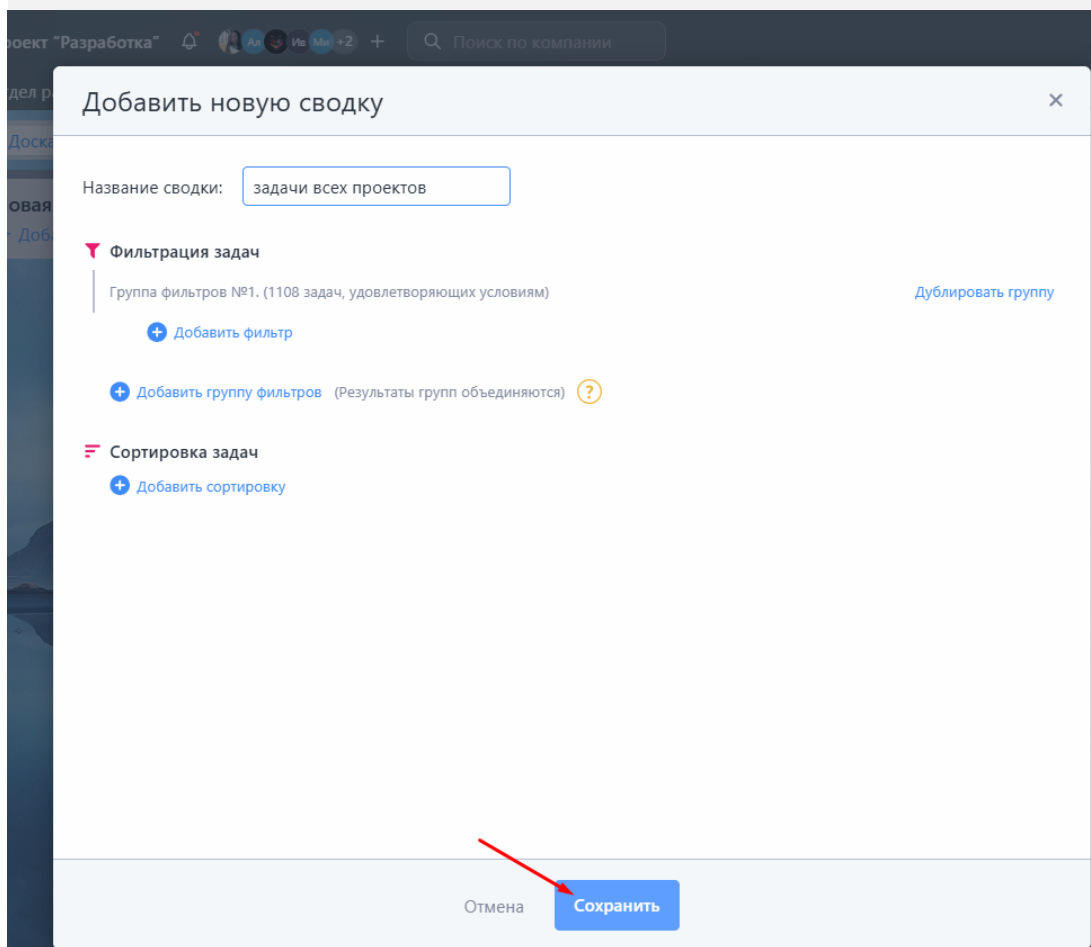 роект "Разработка" Ал Ив Ми +2 + Поиск по компании
дел р
Добавить новую сводку
Доска
Название сводки: задачи всех проектов
овая
Доба
Фильтрация задач
Группа фильтров №1. (1108 задач, удовлетворяющих условиям) Дублировать группу
Добавить фильтр
Добавить группу фильтров (Результаты групп объединяются) ?
Сортировка задач
Добавить сортировку
Отмена Сохранить